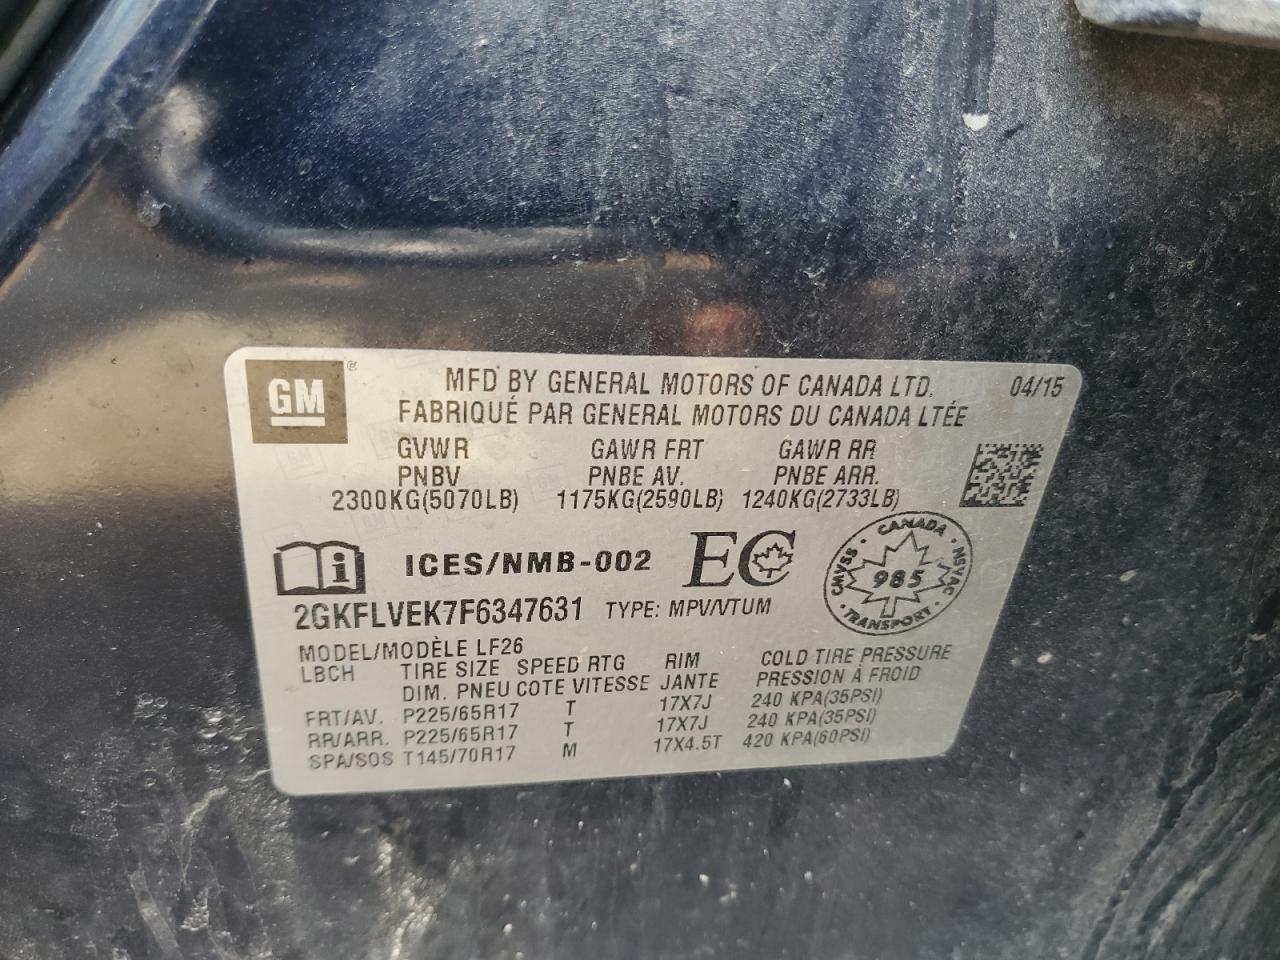 GM ®
MFD BY GENERAL MOTORS OF CANADA LTD. 04/15
FABRIQUÉ PAR GENERAL MOTORS DU CANADA LTÉE
GVWR GAWR FRT GAWR RR
PNBV PNBE AV. PNBE ARR.
2300KG(5070LB) 1175KG(2590LB) 1240KG(2733LB)
i ICES/NMB-002 EC
CANADA
CMVSS 985 NSVAC
TRANSPORT
2GKFLVEK7F6347631 TYPE: MPV/VTUM
MODEL/MODÈLE LF26
LBCH TIRE SIZE SPEED RTG RIM COLD TIRE PRESSURE
DIM. PNEU COTE VITESSE JANTE PRESSION À FROID
FRT/AV. P225/65R17 T 17X7J 240 KPA(35PSI)
RR/ARR. P225/65R17 T 17X7J 240 KPA(35PSI)
SPA/SOS T145/70R17 M 17X4.5T 420 KPA(60PSI)